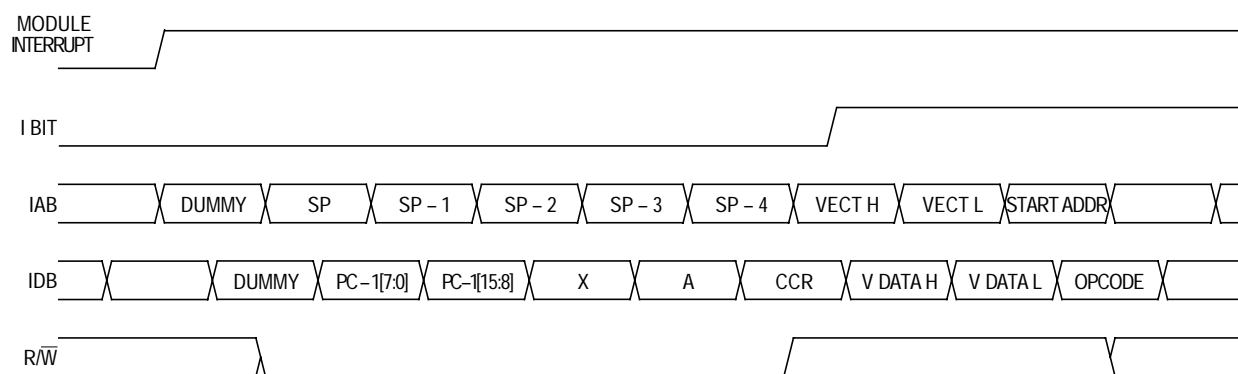 MODULE
INTERRUPT
I BIT
IAB DUMMY SP SP – 1 SP – 2 SP – 3 SP – 4 VECT H VECT L START ADDR
IDB DUMMY PC – 1[7:0] PC–1[15:8] X A CCR V DATA H V DATA L OPCODE
R/W̅